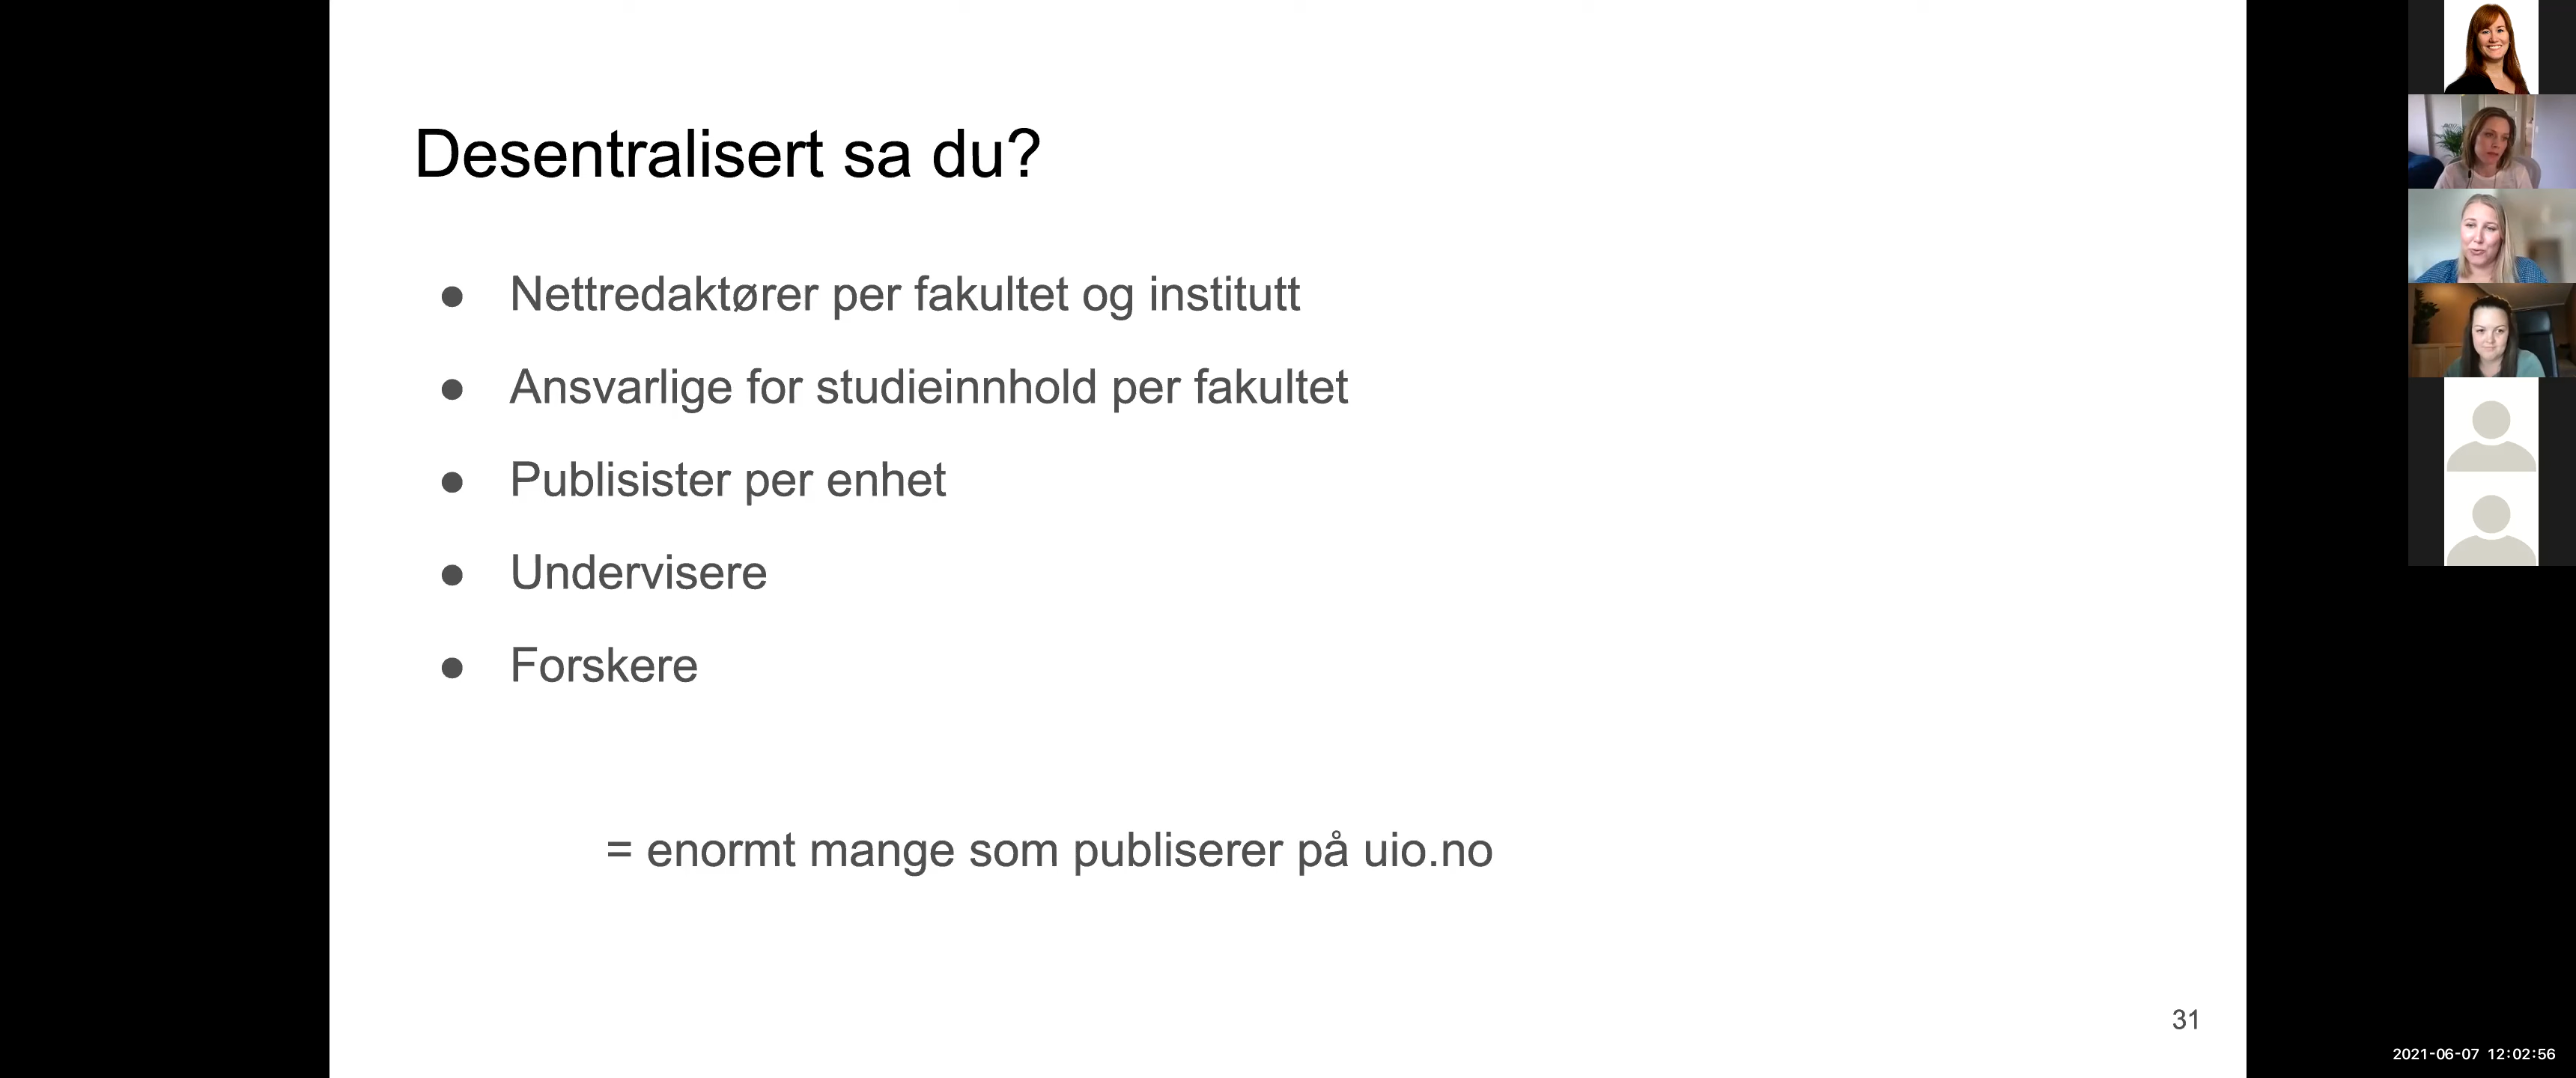 Desentralisert sa du?
● Nettredaktører per fakultet og institutt
● Ansvarlige for studieinnhold per fakultet
● Publisister per enhet
● Undervisere
● Forskere
= enormt mange som publiserer på uio.no
31
2021-06-07 12:02:56